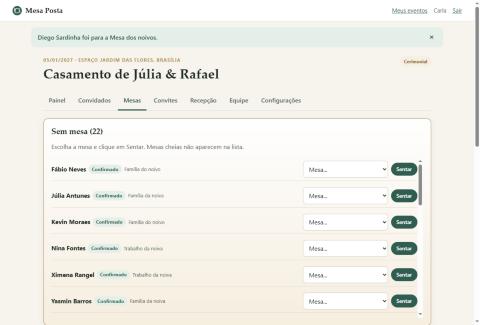 Mesa Posta
Meus eventos Carla Sair
Diego Sardinha foi para a Mesa dos noivos. ×
05/01/2027 · ESPAÇO JARDIM DAS FLORES, BRASÍLIA
Cerimonial
Casamento de Júlia & Rafael
Painel Convidados Mesas Convites Recepção Equipe Configurações
Sem mesa (22)
Escolha a mesa e clique em Sentar. Mesas cheias não aparecem na lista.
Fábio Neves Confirmado Família do noivo Mesa... Sentar
Júlia Antunes Confirmado Família do noivo Mesa... Sentar
Kevin Moraes Confirmado Família do noivo Mesa... Sentar
Nina Fontes Confirmado Trabalho da noiva Mesa... Sentar
Ximena Rangel Confirmado Trabalho da noiva Mesa... Sentar
Yasmin Barros Confirmado Família da noiva Mesa... Sentar